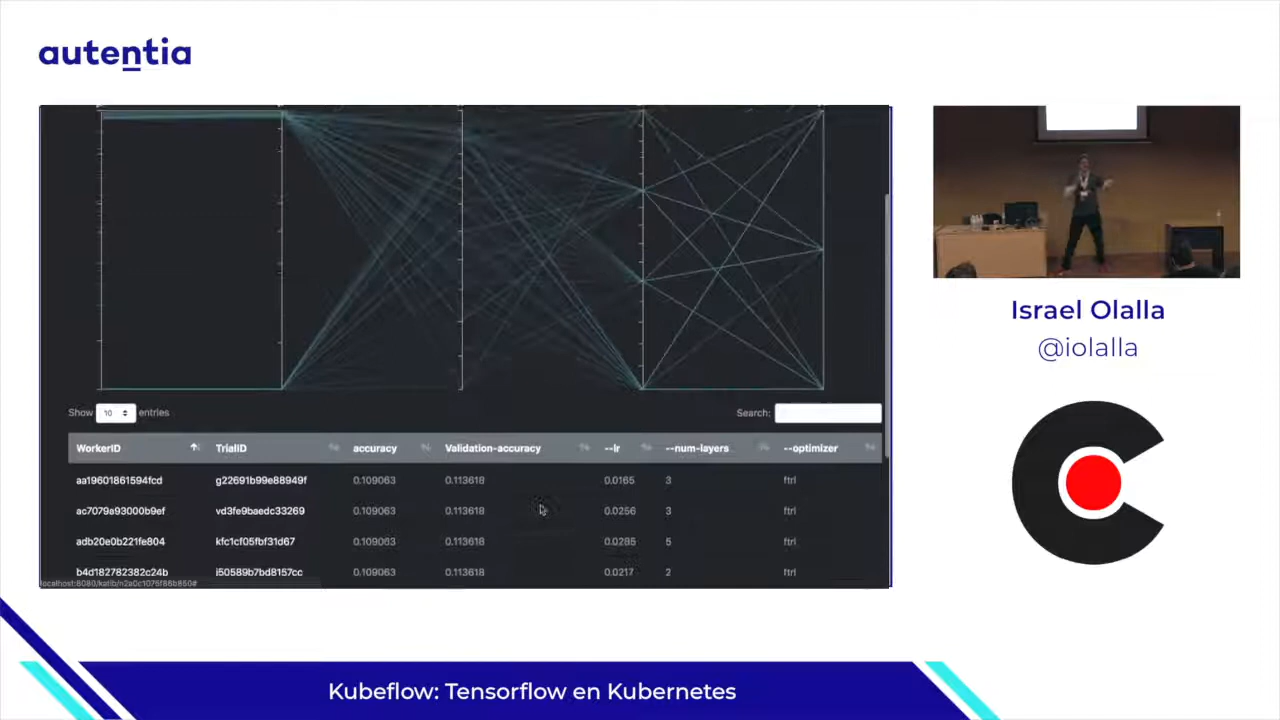 autentia
Show 10 entries
Search:
WorkerID TrialID accuracy Validation-accuracy --lr --num-layers --optimizer
aa19601861594fcd g22691b99e88949f 0.109063 0.113618 0.0165 3 ftrl
ac7079a93000b9ef vd3fe9baedc33269 0.109063 0.113618 0.0256 3 ftrl
adb20e0b221fe804 kfc1cf05fbf31d67 0.109063 0.113618 0.0285 5 ftrl
b4d182782382c24b i50589b7bd8157cc 0.109063 0.113618 0.0217 2 ftrl
Israel Olalla
@iolalla
Kubeflow: Tensorflow en Kubernetes